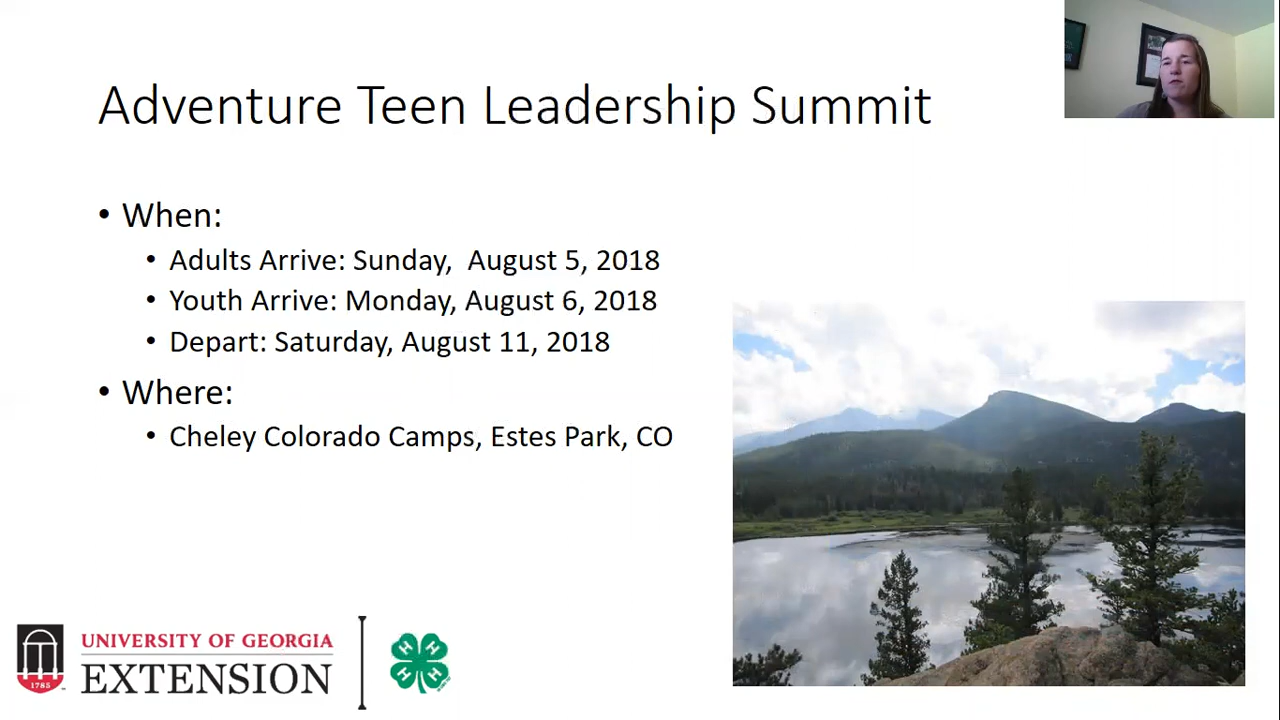 Adventure Teen Leadership Summit
• When:
• Adults Arrive: Sunday, August 5, 2018
• Youth Arrive: Monday, August 6, 2018
• Depart: Saturday, August 11, 2018
• Where:
• Cheley Colorado Camps, Estes Park, CO
1785
UNIVERSITY OF GEORGIA
EXTENSION
H H H H